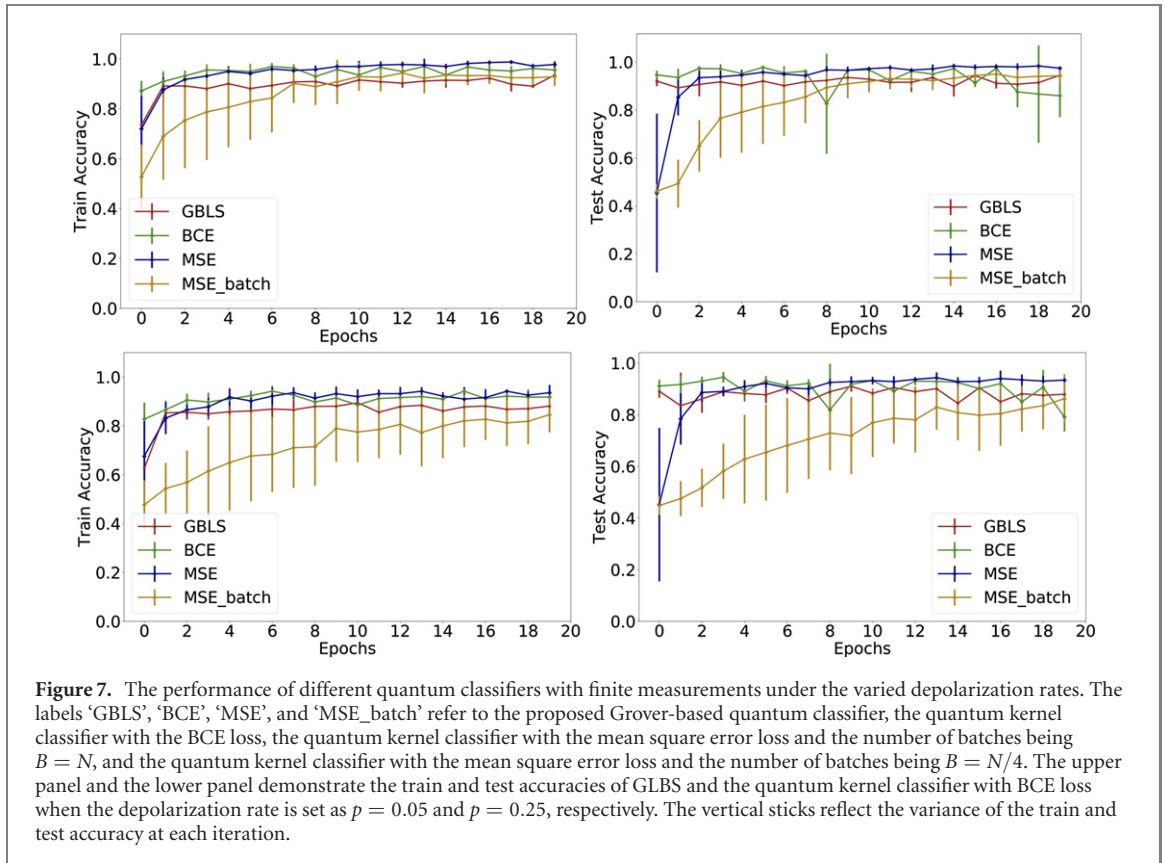 1.0
0.8
0.6
0.4
0.2
0.0
Train Accuracy
GBLS
BCE
MSE
MSE_batch
0 2 4 6 8 10 12 14 16 18 20
Epochs
1.0
0.8
0.6
0.4
0.2
0.0
Test Accuracy
GBLS
BCE
MSE
MSE_batch
0 2 4 6 8 10 12 14 16 18 20
Epochs
1.0
0.8
0.6
0.4
0.2
0.0
Train Accuracy
GBLS
BCE
MSE
MSE_batch
0 2 4 6 8 10 12 14 16 18 20
Epochs
1.0
0.8
0.6
0.4
0.2
0.0
Test Accuracy
GBLS
BCE
MSE
MSE_batch
0 2 4 6 8 10 12 14 16 18 20
Epochs
Figure 7. The performance of different quantum classifiers with finite measurements under the varied depolarization rates. The
labels ‘GBLS’, ‘BCE’, ‘MSE’, and ‘MSE_batch’ refer to the proposed Grover-based quantum classifier, the quantum kernel
classifier with the BCE loss, the quantum kernel classifier with the mean square error loss and the number of batches being
B = N, and the quantum kernel classifier with the mean square error loss and the number of batches being B = N/4. The upper
panel and the lower panel demonstrate the train and test accuracies of GLBS and the quantum kernel classifier with BCE loss
when the depolarization rate is set as p = 0.05 and p = 0.25, respectively. The vertical sticks reflect the variance of the train and
test accuracy at each iteration.